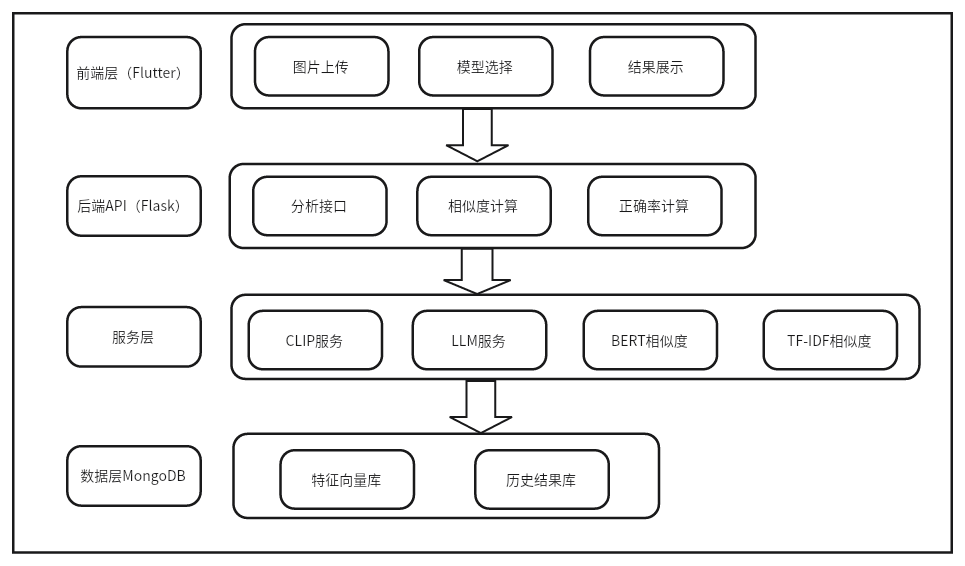 前端层（Flutter）
图片上传
模型选择
结果展示
后端API（Flask）
分析接口
相似度计算
正确率计算
服务层
CLIP服务
LLM服务
BERT相似度
TF-IDF相似度
数据层MongoDB
特征向量库
历史结果库